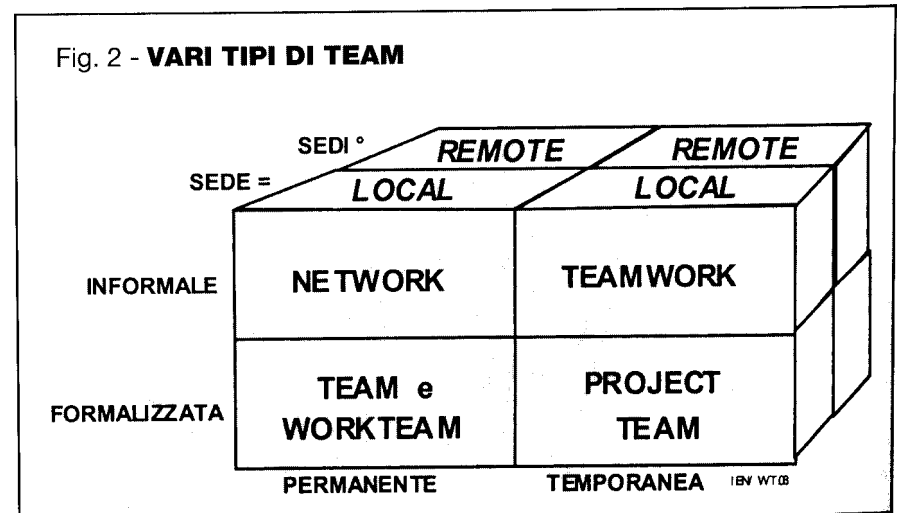 Fig. 2 - VARI TIPI DI TEAM
SEDI ° REMOTE REMOTE
SEDE = LOCAL LOCAL
INFORMALE NETWORK TEAMWORK
TEAM e PROJECT
FORMALIZZATA
WORKTEAM TEAM
PERMANENTE TEMPORANEA